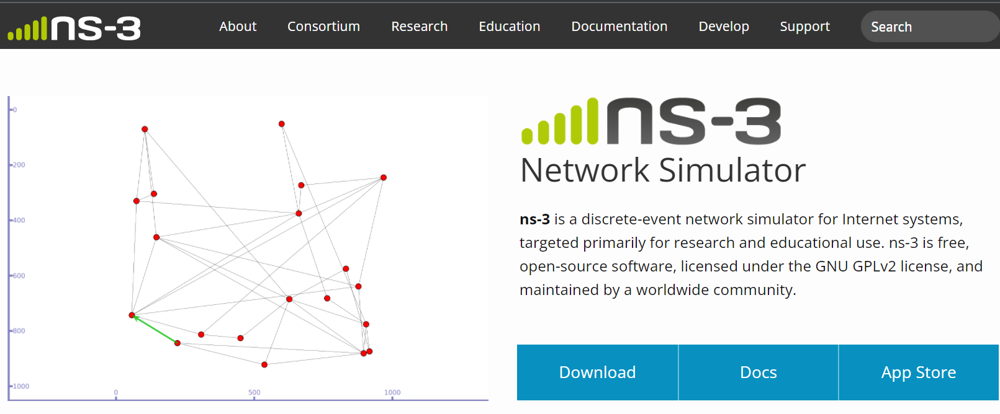 ns-3 About Consortium Research Education Documentation Develop Support Search
0
200
400
600
800
1000
0 500 1000
ns-3
Network Simulator
ns-3 is a discrete-event network simulator for Internet systems,
targeted primarily for research and educational use. ns-3 is free,
open-source software, licensed under the GNU GPLv2 license, and
maintained by a worldwide community.
Download Docs App Store